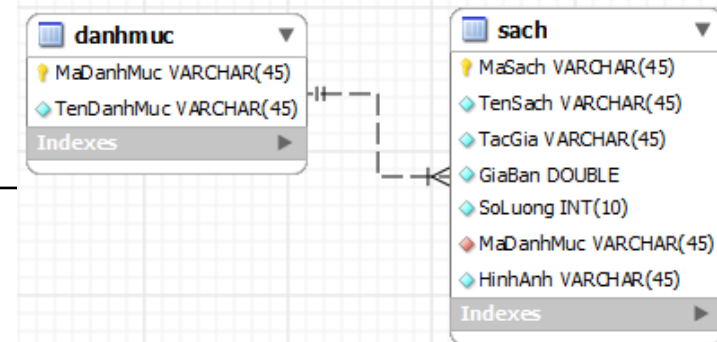 danhmuc
MaDanhMuc VARCHAR(45)
TenDanhMuc VARCHAR(45)
Indexes
sach
MaSach VARCHAR(45)
TenSach VARCHAR(45)
TacGia VARCHAR(45)
GiaBan DOUBLE
SoLuong INT(10)
MaDanhMuc VARCHAR(45)
HinhAnh VARCHAR(45)
Indexes